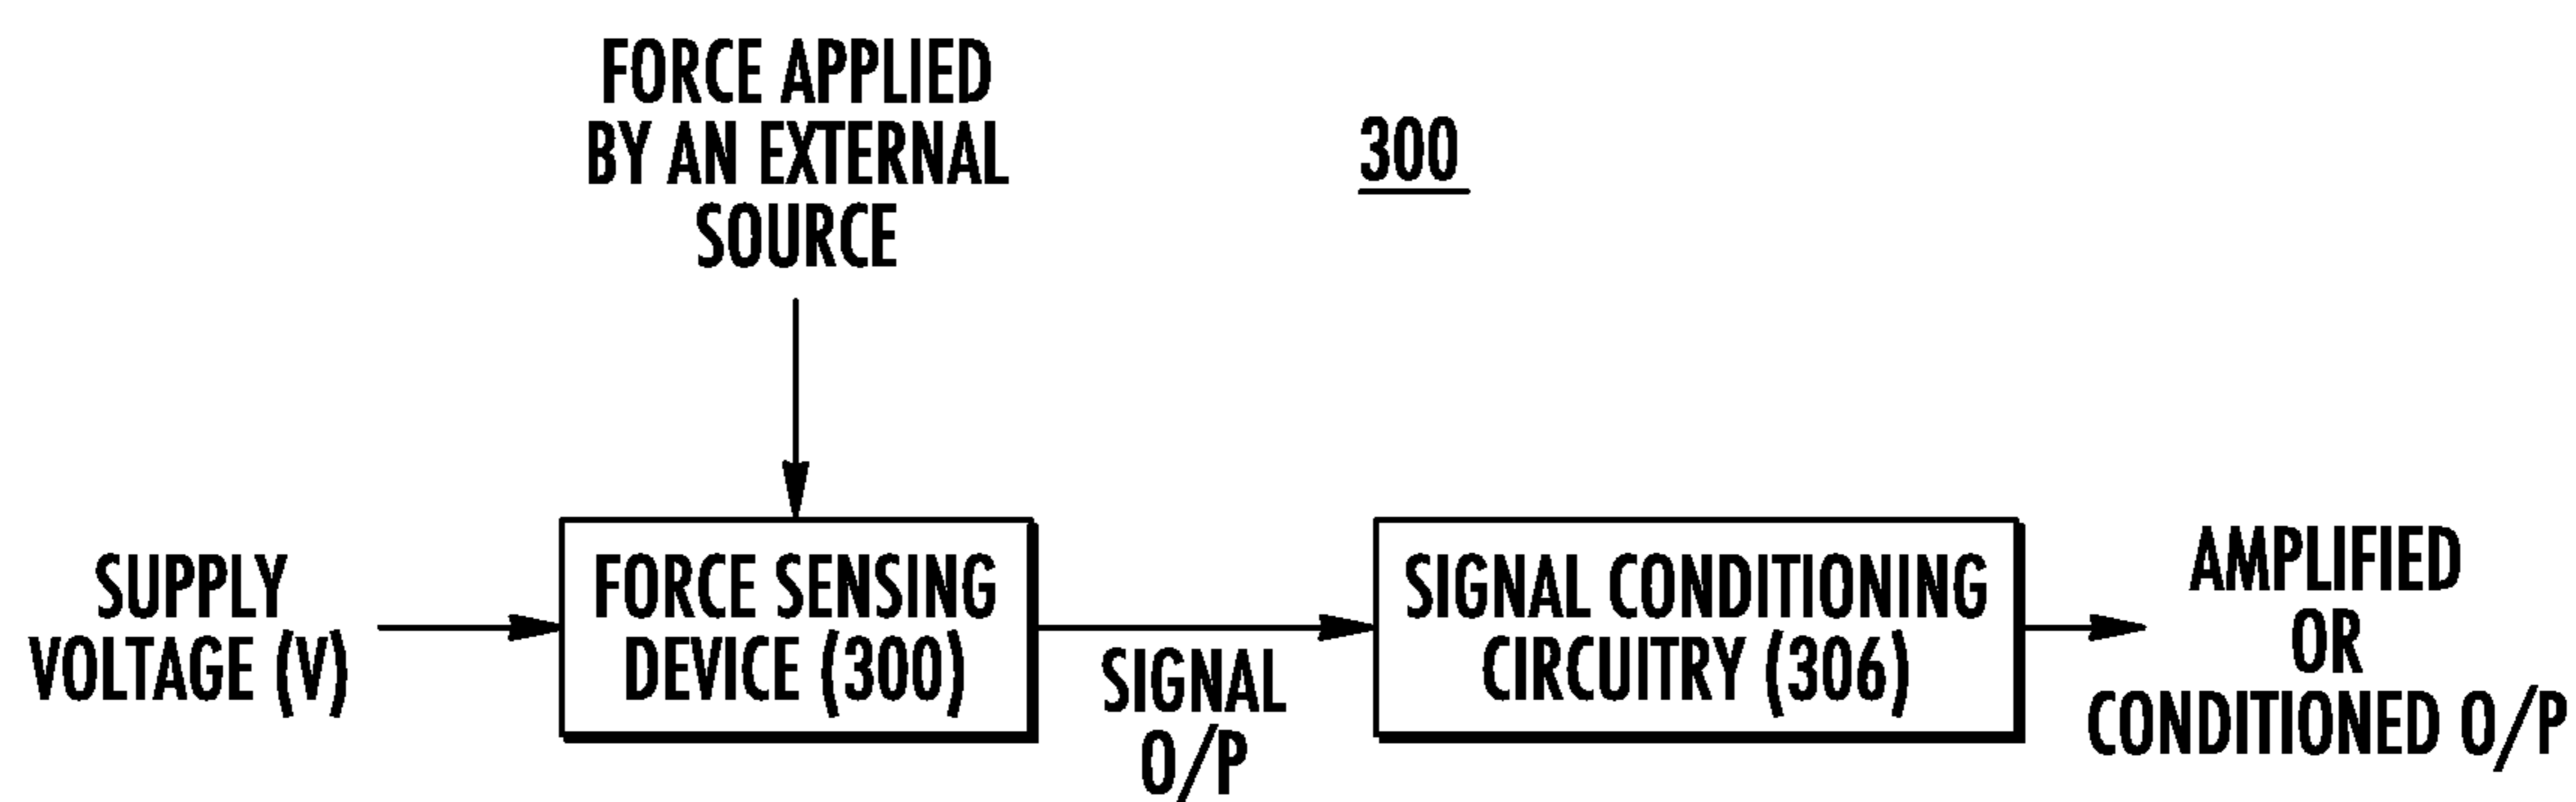 FORCE APPLIED
BY AN EXTERNAL
SOURCE
300
SUPPLY
VOLTAGE (V)
FORCE SENSING
DEVICE (300)
SIGNAL
O/P
SIGNAL CONDITIONING
CIRCUITRY (306)
AMPLIFIED
OR
CONDITIONED O/P